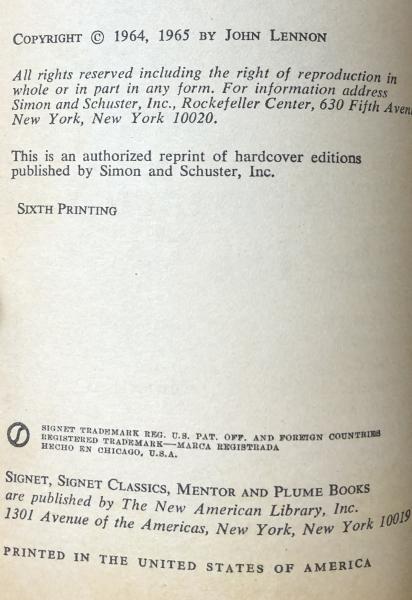 COPYRIGHT © 1964, 1965 BY JOHN LENNON
All rights reserved including the right of reproduction in
whole or in part in any form. For information address
Simon and Schuster, Inc., Rockefeller Center, 630 Fifth Aven
New York, New York 10020.
This is an authorized reprint of hardcover editions
published by Simon and Schuster, Inc.
SIXTH PRINTING
SIGNET TRADEMARK REG. U.S. PAT. OFF. AND FOREIGN COUNTRIES
REGISTERED TRADEMARK—MARCA REGISTRADA
HECHO EN CHICAGO, U.S.A.
SIGNET, SIGNET CLASSICS, MENTOR AND PLUME BOOKS
are published by The New American Library, Inc.
1301 Avenue of the Americas, New York, New York 10019
PRINTED IN THE UNITED STATES OF AMERICA